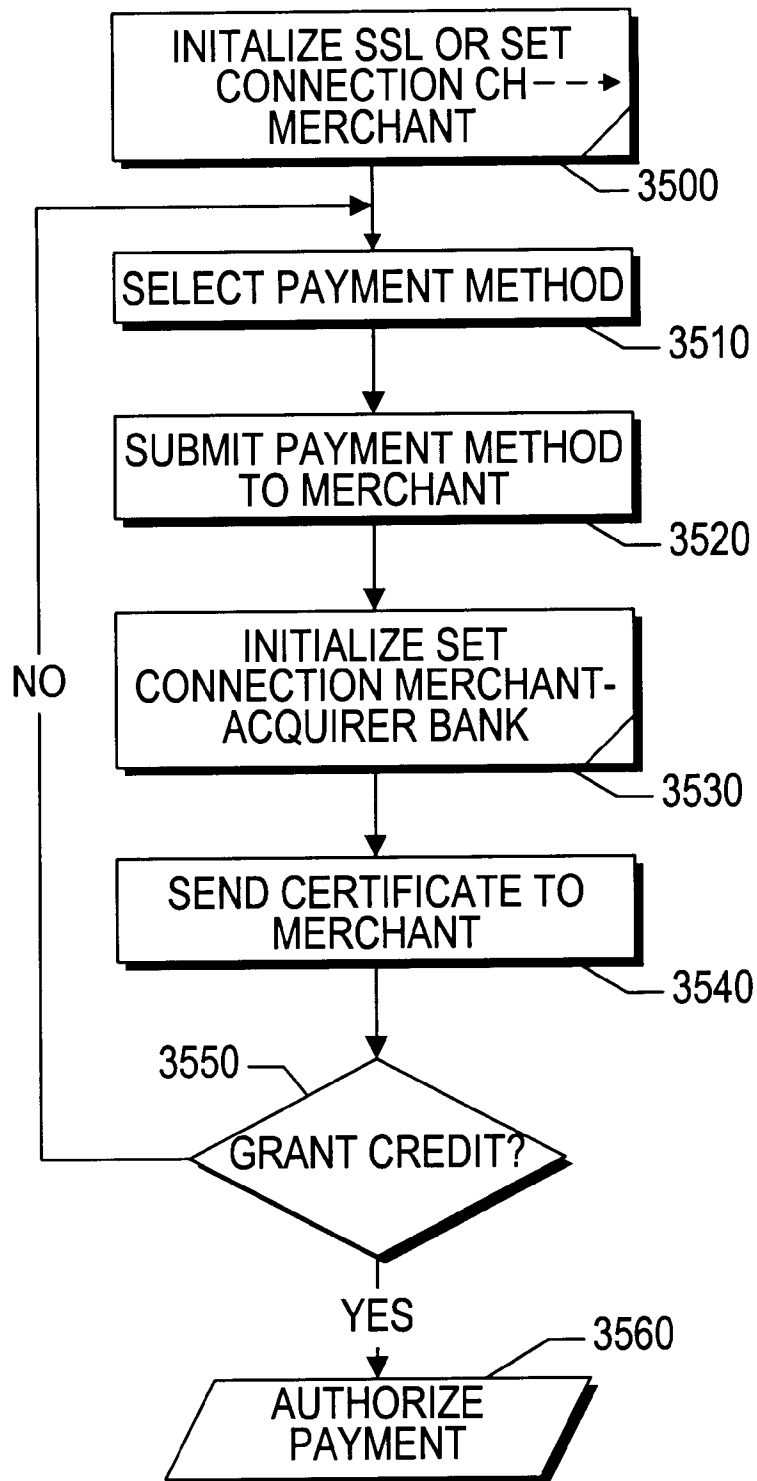 INITALIZE SSL OR SET
CONNECTION CH
MERCHANT
3500
SELECT PAYMENT METHOD
3510
SUBMIT PAYMENT METHOD
TO MERCHANT
3520
INITIALIZE SET
CONNECTION MERCHANT-
ACQUIRER BANK
NO
3530
SEND CERTIFICATE TO
MERCHANT
3540
3550
GRANT CREDIT?
YES
3560
AUTHORIZE
PAYMENT